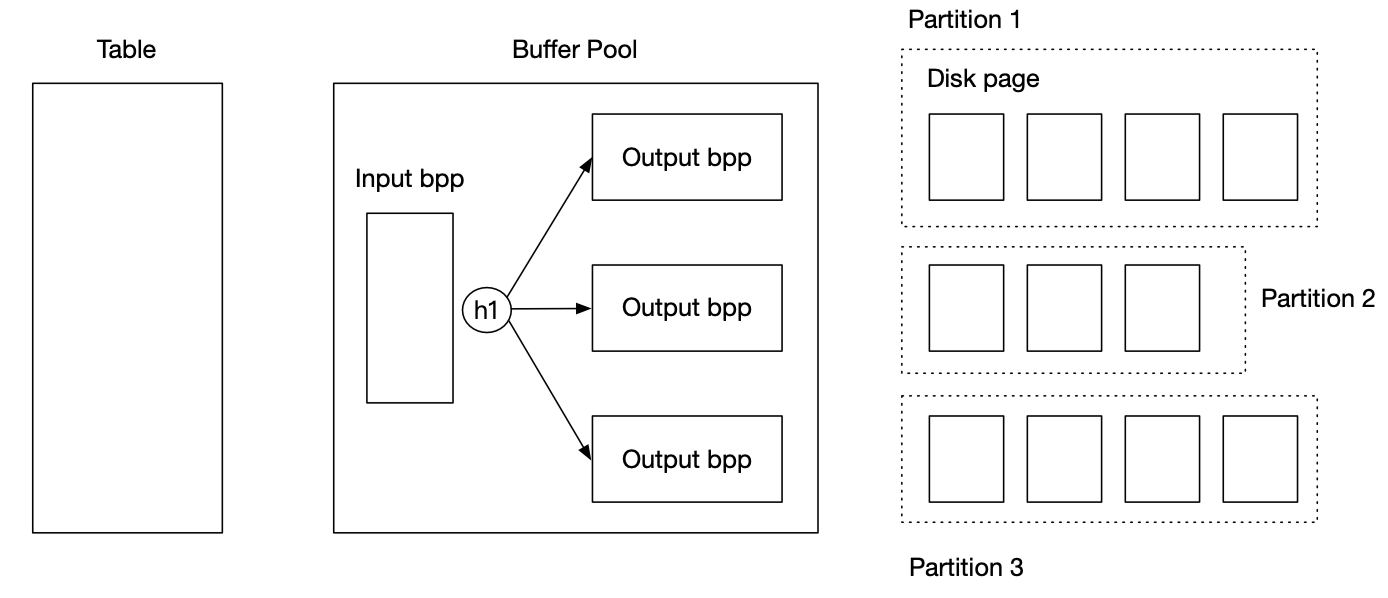 Table
Buffer Pool
Input bpp
h1
Output bpp
Output bpp
Output bpp
Partition 1
Disk page
Partition 2
Partition 3